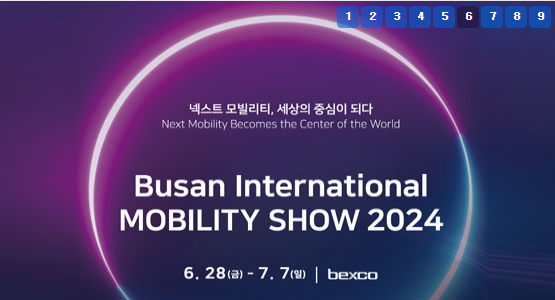 1 2 3 4 5 6 7 8 9
넥스트 모빌리티, 세상의 중심이 되다
Next Mobility Becomes the Center of the World
Busan International
MOBILITY SHOW 2024
6. 28(금) - 7. 7(일) | bexco